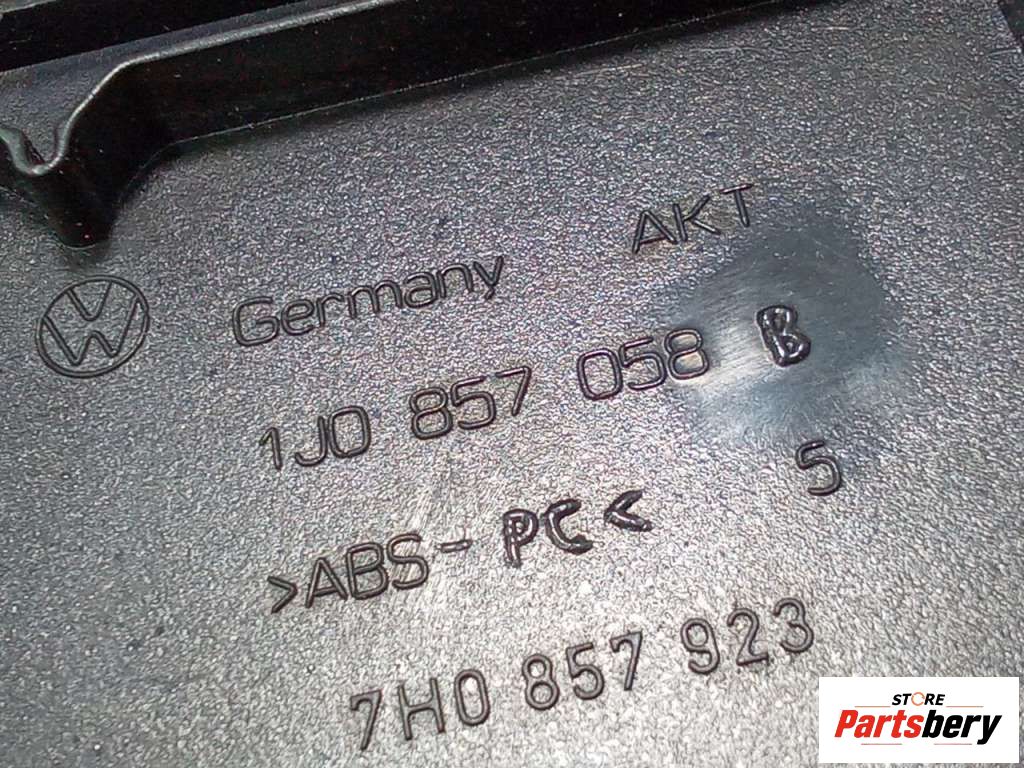 Germany AKT
1J0 857 058 B
>ABS-PC< 5
7H0 857 923
STORE
Partsbery